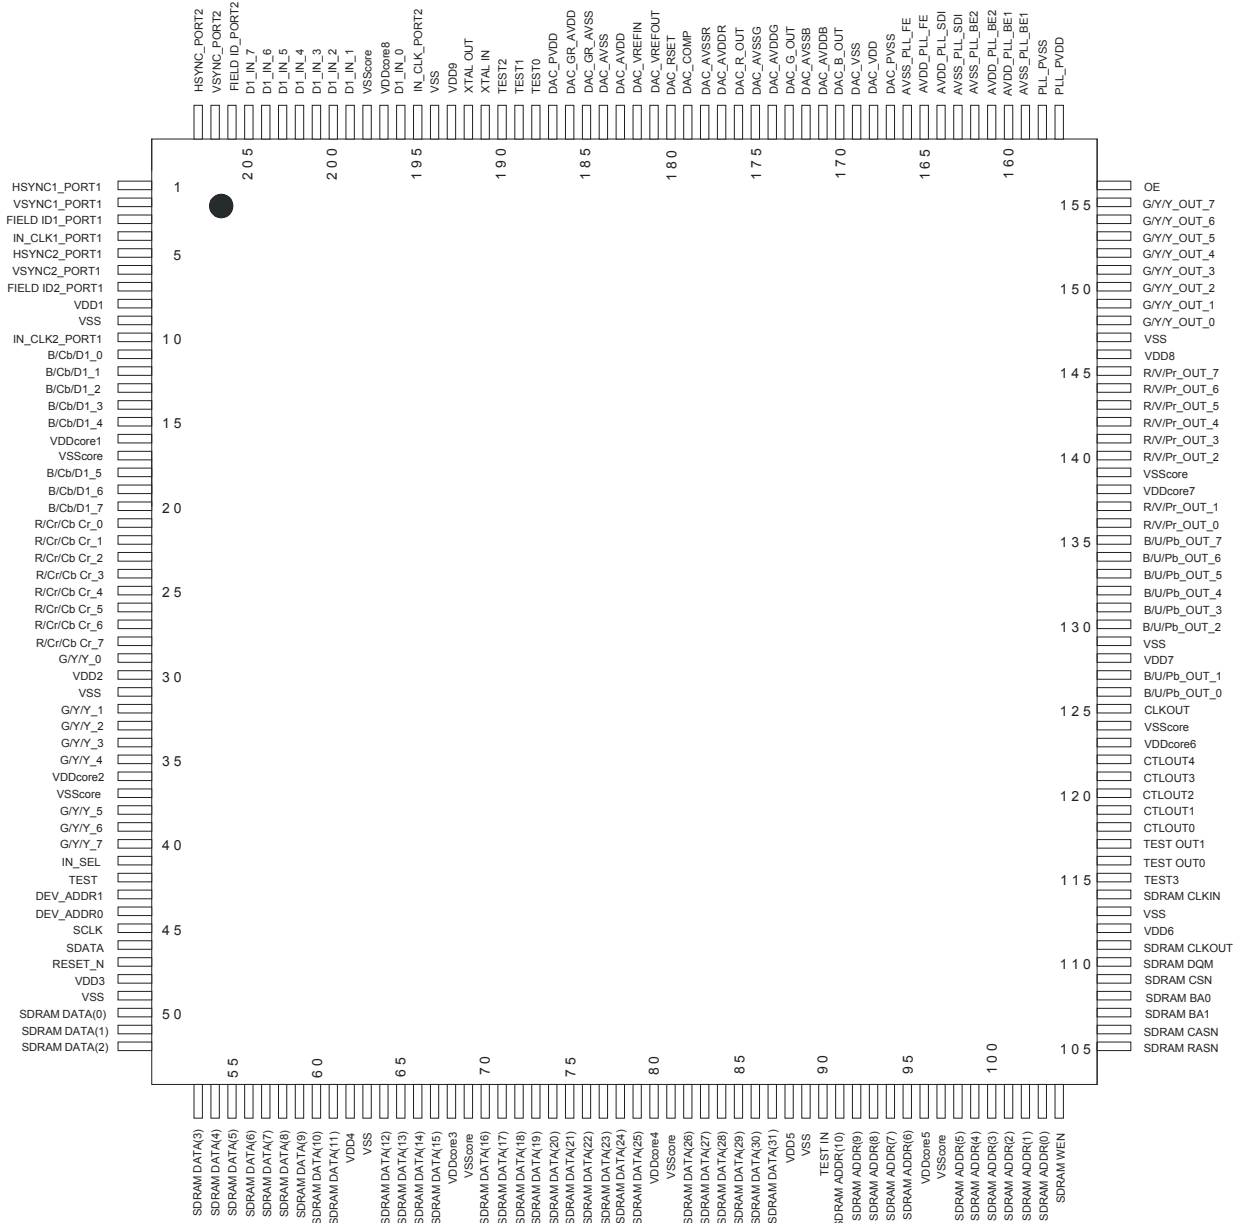 HSYNC_PORT2
VSYNC_PORT2
FIELD ID_PORT2
D1_IN_7
D1_IN_6
D1_IN_5
D1_IN_4
D1_IN_3
D1_IN_2
D1_IN_1
VSScore
VDDcore8
D1_IN_0
IN_CLK_PORT2
VSS
VDD9
XTAL OUT
XTAL IN
TEST2
TEST1
TEST0
DAC_PVDD
DAC_GR_AVDD
DAC_GR_AVSS
DAC_AVSS
DAC_AVDD
DAC_VREFIN
DAC_VREFOUT
DAC_RSET
DAC_COMP
DAC_AVSSR
DAC_AVDDR
DAC_R_OUT
DAC_AVSSG
DAC_AVDDG
DAC_G_OUT
DAC_AVSSB
DAC_AVDDB
DAC_B_OUT
DAC_VSS
DAC_VDD
DAC_PVSS
AVSS_PLL_FE
AVDD_PLL_FE
AVDD_PLL_SDI
AVSS_PLL_SDI
AVSS_PLL_BE2
AVDD_PLL_BE2
AVDD_PLL_BE1
AVSS_PLL_BE1
PLL_PVSS
PLL_PVDD
205
200
195
190
185
180
175
170
165
160
HSYNC1_PORT1
VSYNC1_PORT1
FIELD ID1_PORT1
IN_CLK1_PORT1
HSYNC2_PORT1
VSYNC2_PORT1
FIELD ID2_PORT1
VDD1
VSS
IN_CLK2_PORT1
B/Cb/D1_0
B/Cb/D1_1
B/Cb/D1_2
B/Cb/D1_3
B/Cb/D1_4
VDDcore1
VSScore
B/Cb/D1_5
B/Cb/D1_6
B/Cb/D1_7
R/Cr/Cb Cr_0
R/Cr/Cb Cr_1
R/Cr/Cb Cr_2
R/Cr/Cb Cr_3
R/Cr/Cb Cr_4
R/Cr/Cb Cr_5
R/Cr/Cb Cr_6
R/Cr/Cb Cr_7
G/Y/Y_0
VDD2
VSS
G/Y/Y_1
G/Y/Y_2
G/Y/Y_3
G/Y/Y_4
VDDcore2
VSScore
G/Y/Y_5
G/Y/Y_6
G/Y/Y_7
IN_SEL
TEST
DEV_ADDR1
DEV_ADDR0
SCLK
SDATA
RESET_N
VDD3
VSS
SDRAM DATA(0)
SDRAM DATA(1)
SDRAM DATA(2)
1
5
10
15
20
25
30
35
40
45
50
155
150
145
140
135
130
125
120
115
110
105
OE
G/Y/Y_OUT_7
G/Y/Y_OUT_6
G/Y/Y_OUT_5
G/Y/Y_OUT_4
G/Y/Y_OUT_3
G/Y/Y_OUT_2
G/Y/Y_OUT_1
G/Y/Y_OUT_0
VSS
VDD8
R/V/Pr_OUT_7
R/V/Pr_OUT_6
R/V/Pr_OUT_5
R/V/Pr_OUT_4
R/V/Pr_OUT_3
R/V/Pr_OUT_2
VSScore
VDDcore7
R/V/Pr_OUT_1
R/V/Pr_OUT_0
B/U/Pb_OUT_7
B/U/Pb_OUT_6
B/U/Pb_OUT_5
B/U/Pb_OUT_4
B/U/Pb_OUT_3
B/U/Pb_OUT_2
VSS
VDD7
B/U/Pb_OUT_1
B/U/Pb_OUT_0
CLKOUT
VSScore
VDDcore6
CTLOUT4
CTLOUT3
CTLOUT2
CTLOUT1
CTLOUT0
TEST OUT1
TEST OUT0
TEST3
SDRAM CLKIN
VSS
VDD6
SDRAM CLKOUT
SDRAM DQM
SDRAM CSN
SDRAM BA0
SDRAM BA1
SDRAM CASN
SDRAM RASN
55
60
65
70
75
80
85
90
95
100
SDRAM DATA(3)
SDRAM DATA(4)
SDRAM DATA(5)
SDRAM DATA(6)
SDRAM DATA(7)
SDRAM DATA(8)
SDRAM DATA(9)
SDRAM DATA(10)
SDRAM DATA(11)
VDD4
VSS
SDRAM DATA(12)
SDRAM DATA(13)
SDRAM DATA(14)
SDRAM DATA(15)
VDDcore3
VSScore
SDRAM DATA(16)
SDRAM DATA(17)
SDRAM DATA(18)
SDRAM DATA(19)
SDRAM DATA(20)
SDRAM DATA(21)
SDRAM DATA(22)
SDRAM DATA(23)
SDRAM DATA(24)
SDRAM DATA(25)
VDDcore4
VSScore
SDRAM DATA(26)
SDRAM DATA(27)
SDRAM DATA(28)
SDRAM DATA(29)
SDRAM DATA(30)
SDRAM DATA(31)
VDD5
VSS
TEST IN
SDRAM ADDR(10)
SDRAM ADDR(9)
SDRAM ADDR(8)
SDRAM ADDR(7)
SDRAM ADDR(6)
VDDcore5
VSScore
SDRAM ADDR(5)
SDRAM ADDR(4)
SDRAM ADDR(3)
SDRAM ADDR(2)
SDRAM ADDR(1)
SDRAM ADDR(0)
SDRAM WEN